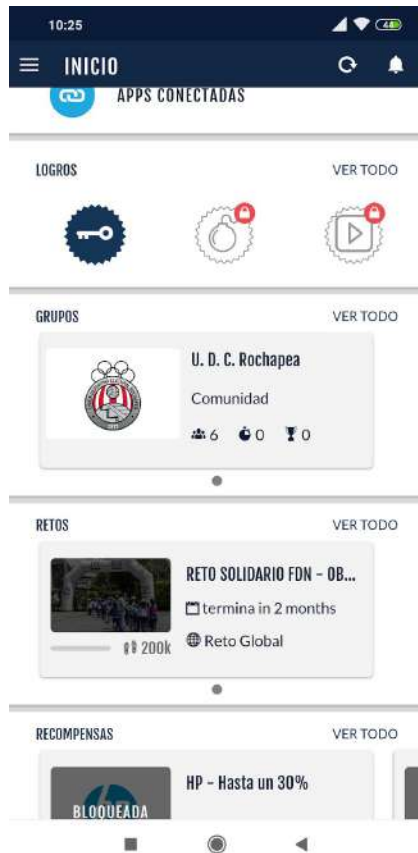 10:25
44
INICIO
APPS CONECTADAS
LOGROS
VER TODO
GRUPOS
VER TODO
U. D. C. Rochapea
Comunidad
6 0 0
RETOS
VER TODO
RETO SOLIDARIO FDN - OB...
termina in 2 months
200k
Reto Global
RECOMPENSAS
VER TODO
HP - Hasta un 30%
BLOQUEADA